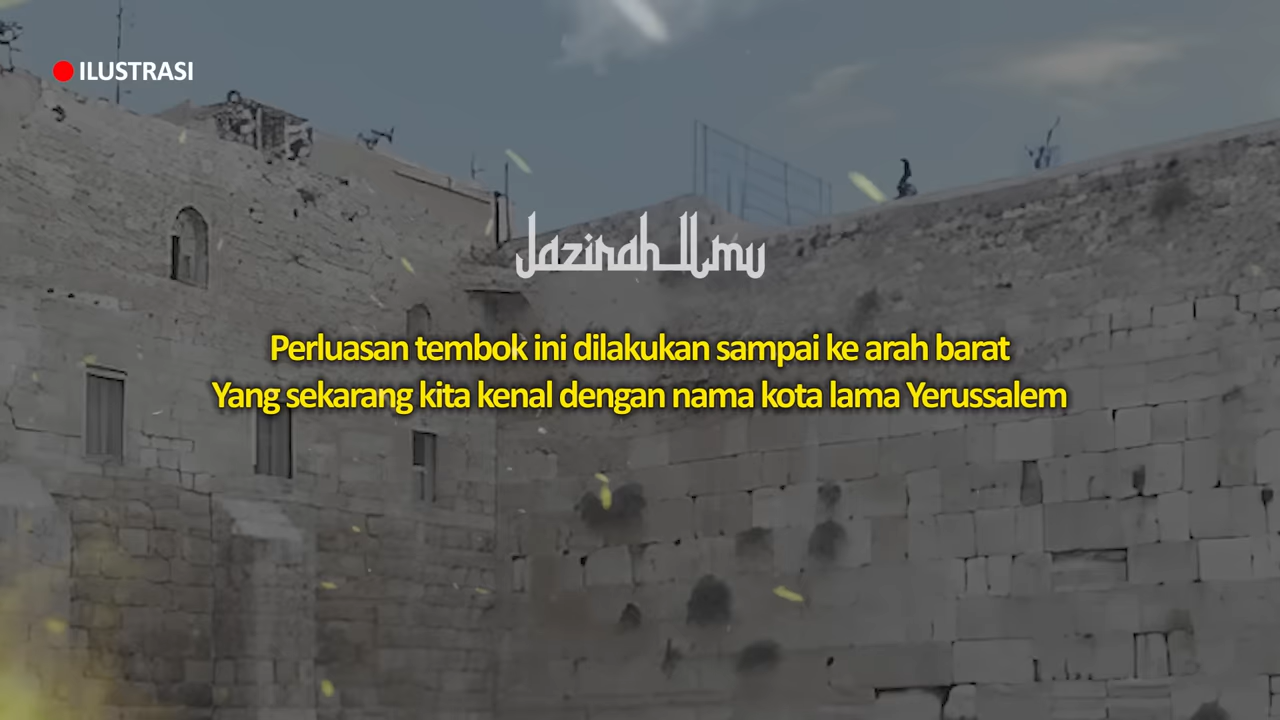 ILUSTRASI
Jazirah Ilmu
Perluasan tembok ini dilakukan sampai ke arah barat
Yang sekarang kita kenal dengan nama kota lama Yerussalem